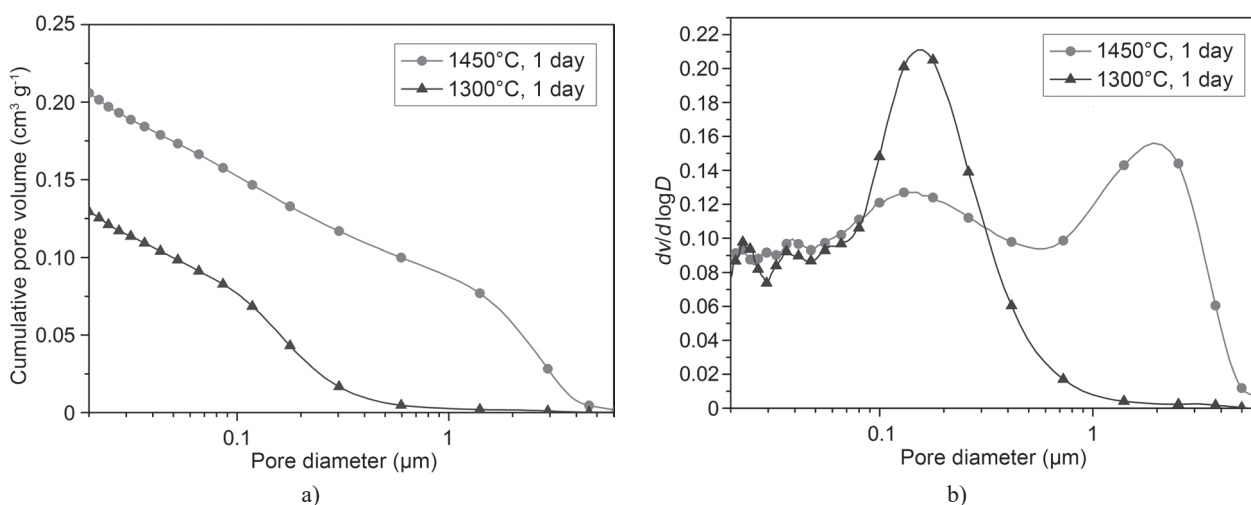 0.25
0.20
0.15
0.10
0.05
0
Cumulative pore volume (cm³ g⁻¹)
1450°C, 1 day
1300°C, 1 day
0.1
1
Pore diameter (μm)
a)
0.22
0.20
0.18
0.16
0.14
0.12
0.10
0.08
0.06
0.04
0.02
0
dv/dlogD
1450°C, 1 day
1300°C, 1 day
0.1
1
Pore diameter (μm)
b)